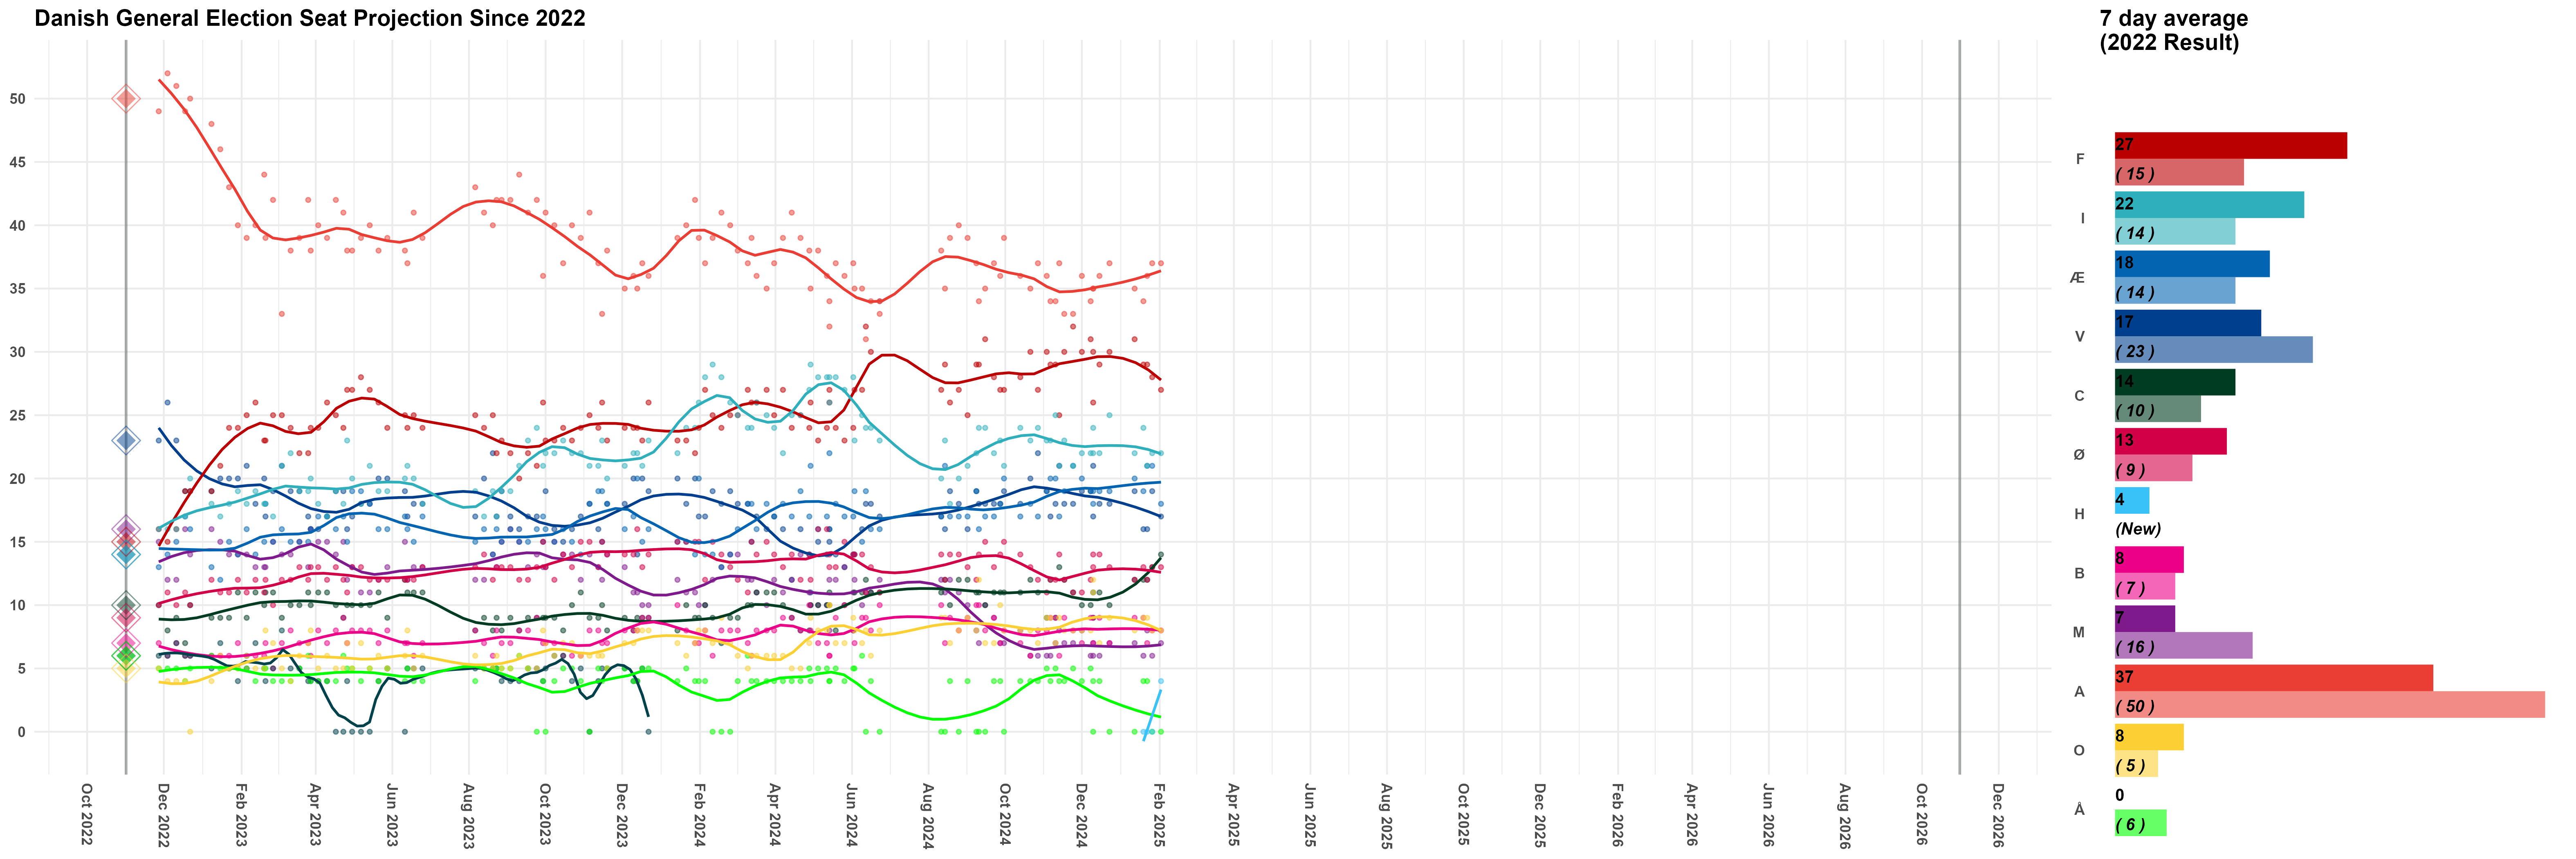 Danish General Election Seat Projection Since 2022
7 day average
(2022 Result)
50
45
40
35
30
25
20
15
10
5
0
Oct 2022
Dec 2022
Feb 2023
Apr 2023
Jun 2023
Aug 2023
Oct 2023
Dec 2023
Feb 2024
Apr 2024
Jun 2024
Aug 2024
Oct 2024
Dec 2024
Feb 2025
Apr 2025
Jun 2025
Aug 2025
Oct 2025
Dec 2025
Feb 2026
Apr 2026
Jun 2026
Aug 2026
Oct 2026
Dec 2026
F
27
( 15 )
I
22
( 14 )
Æ
18
( 14 )
V
17
( 23 )
C
14
( 10 )
Ø
13
( 9 )
H
4
(New)
B
8
( 7 )
M
7
( 16 )
A
37
( 50 )
O
8
( 5 )
Å
0
( 6 )